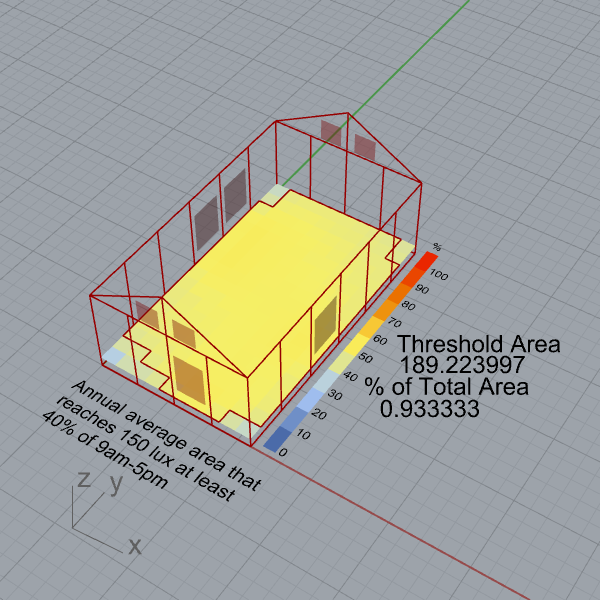 %
100
90
80
70
60
50
40
30
20
10
0
Threshold Area
189.223997
% of Total Area
0.933333
Annual average area that
reaches 150 lux at least
40% of 9am-5pm
z
y
x